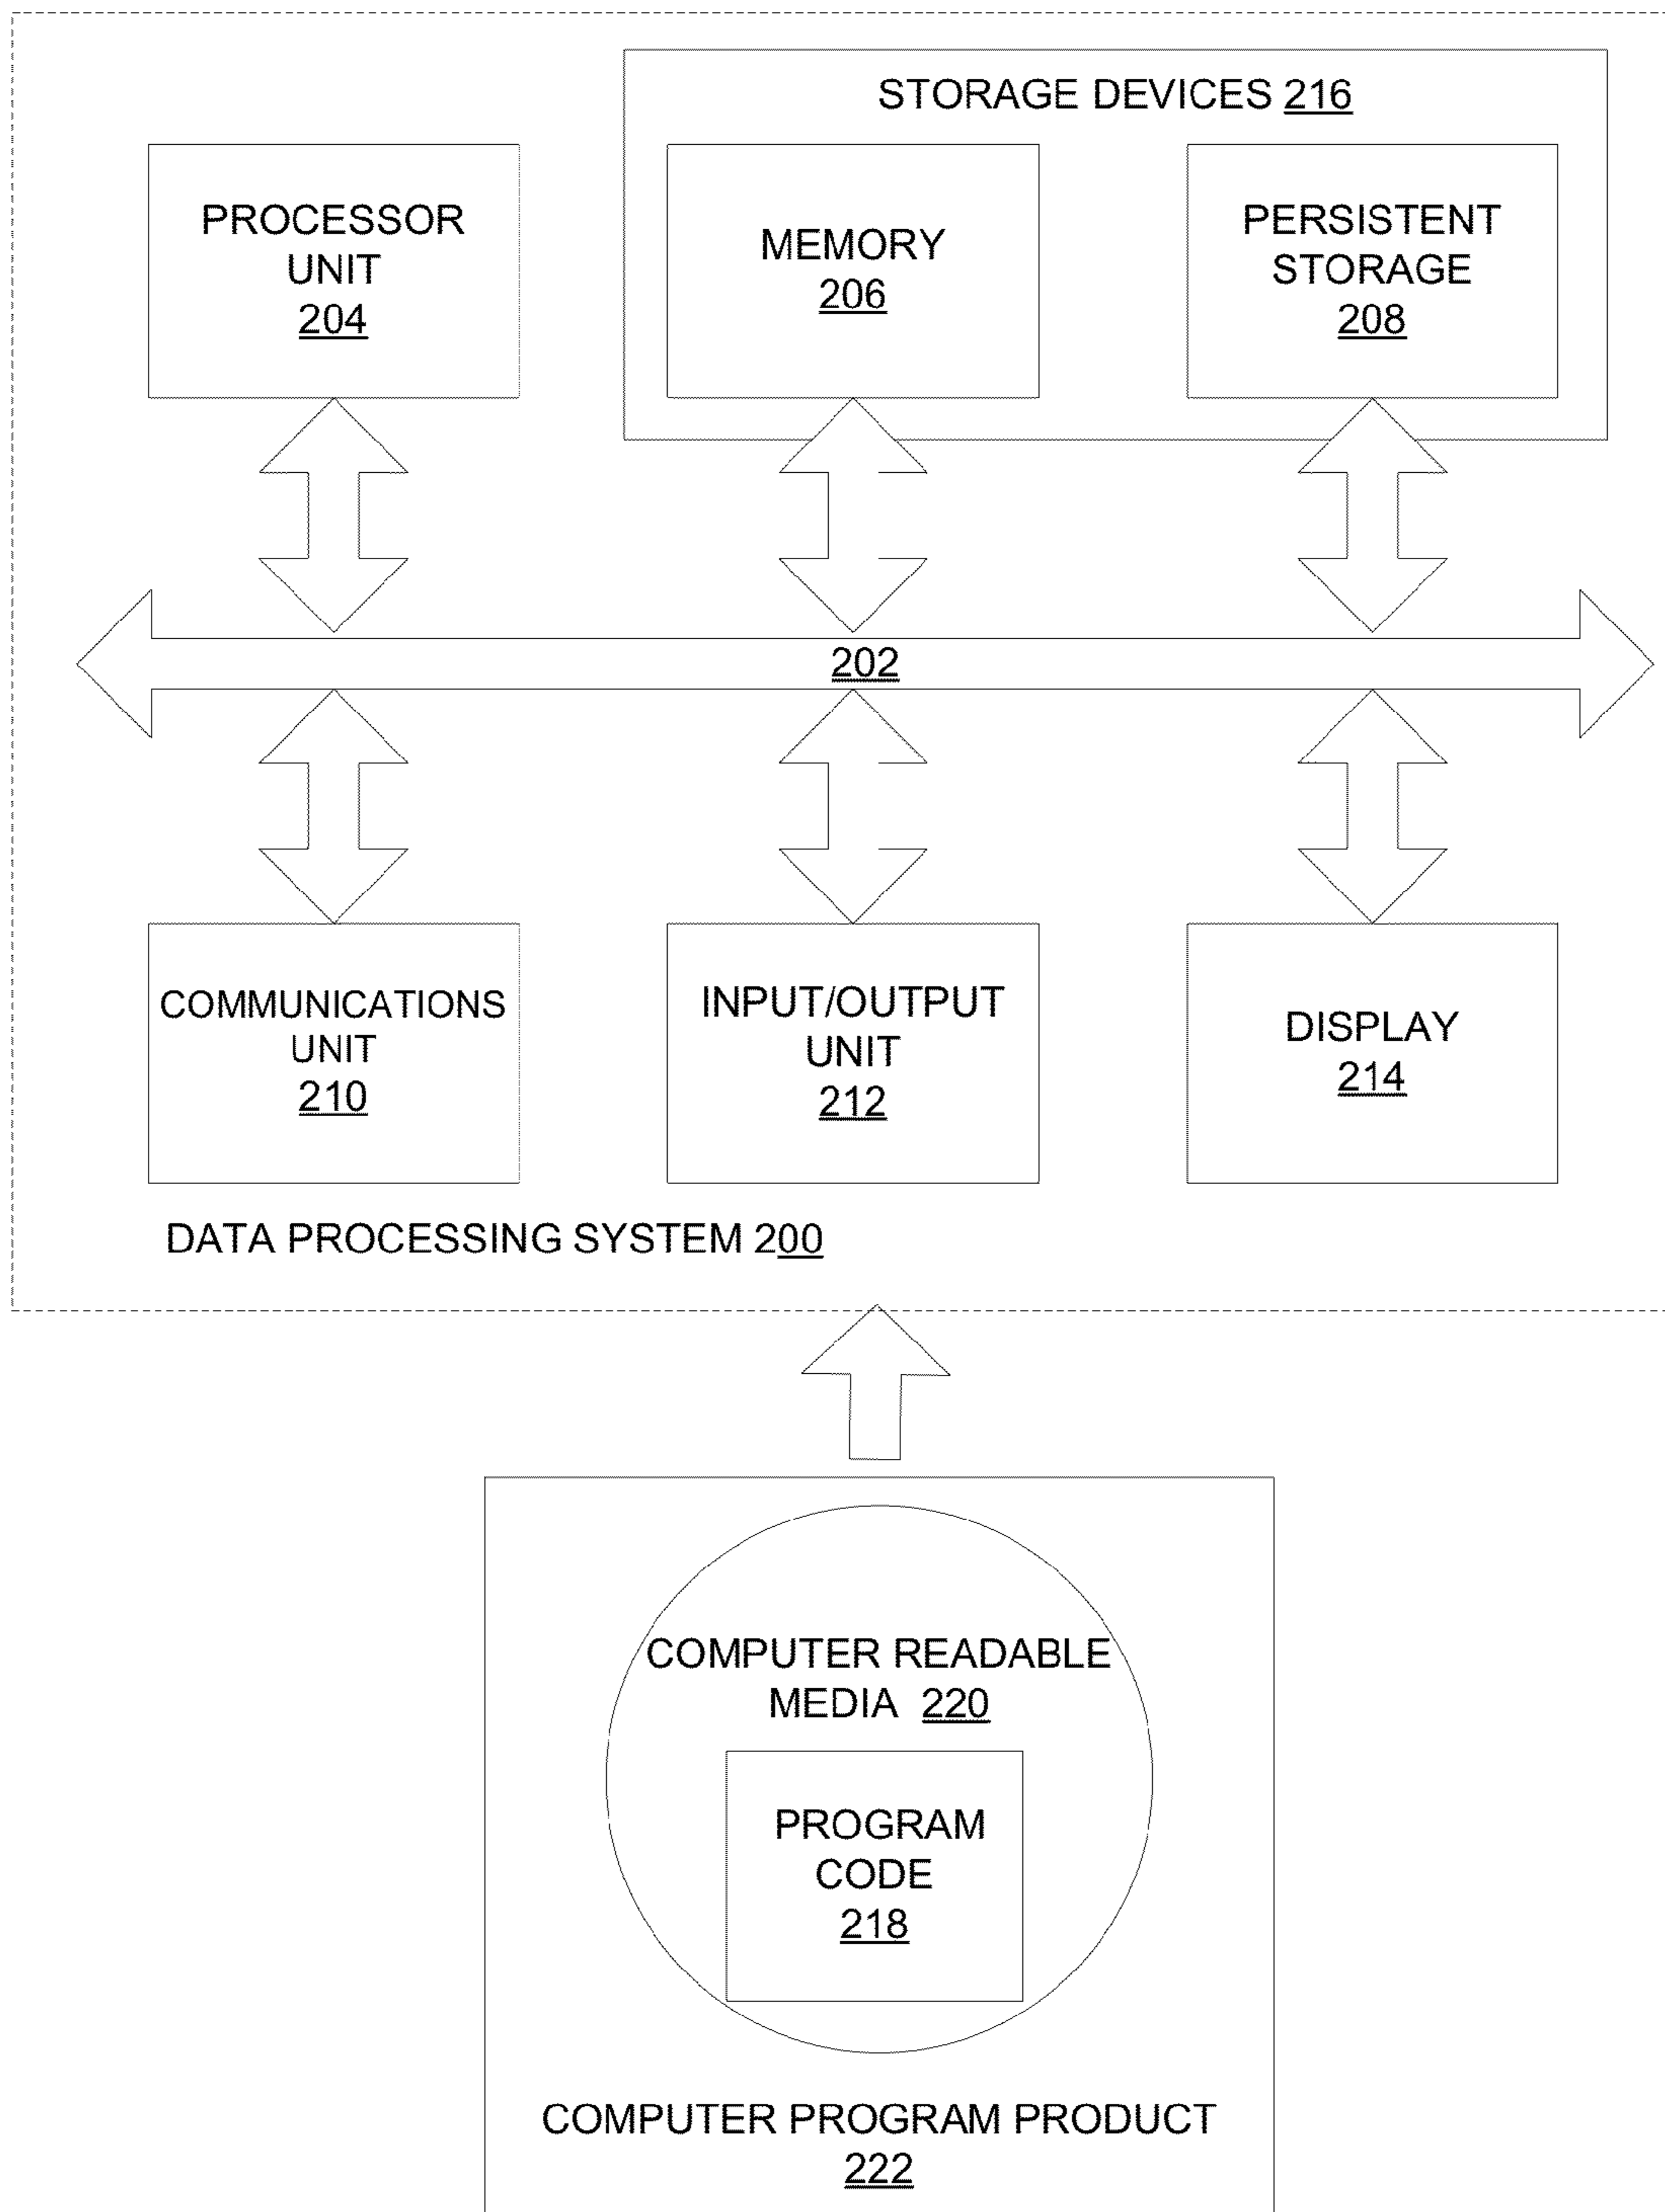 STORAGE DEVICES 216
PROCESSOR
UNIT
204
MEMORY
206
PERSISTENT
STORAGE
208
202
COMMUNICATIONS
UNIT
210
INPUT/OUTPUT
UNIT
212
DISPLAY
214
DATA PROCESSING SYSTEM 200
COMPUTER READABLE
MEDIA 220
PROGRAM
CODE
218
COMPUTER PROGRAM PRODUCT
222